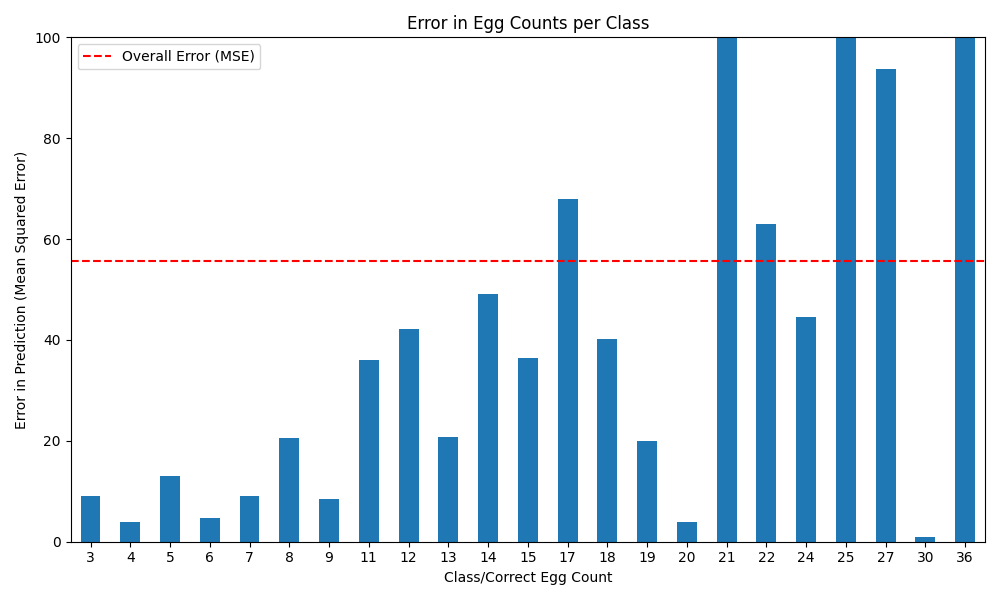 Error in Egg Counts per Class
Overall Error (MSE)
Error in Prediction (Mean Squared Error)
100
80
60
40
20
0
3 4 5 6 7 8 9 11 12 13 14 15 17 18 19 20 21 22 24 25 27 30 36
Class/Correct Egg Count